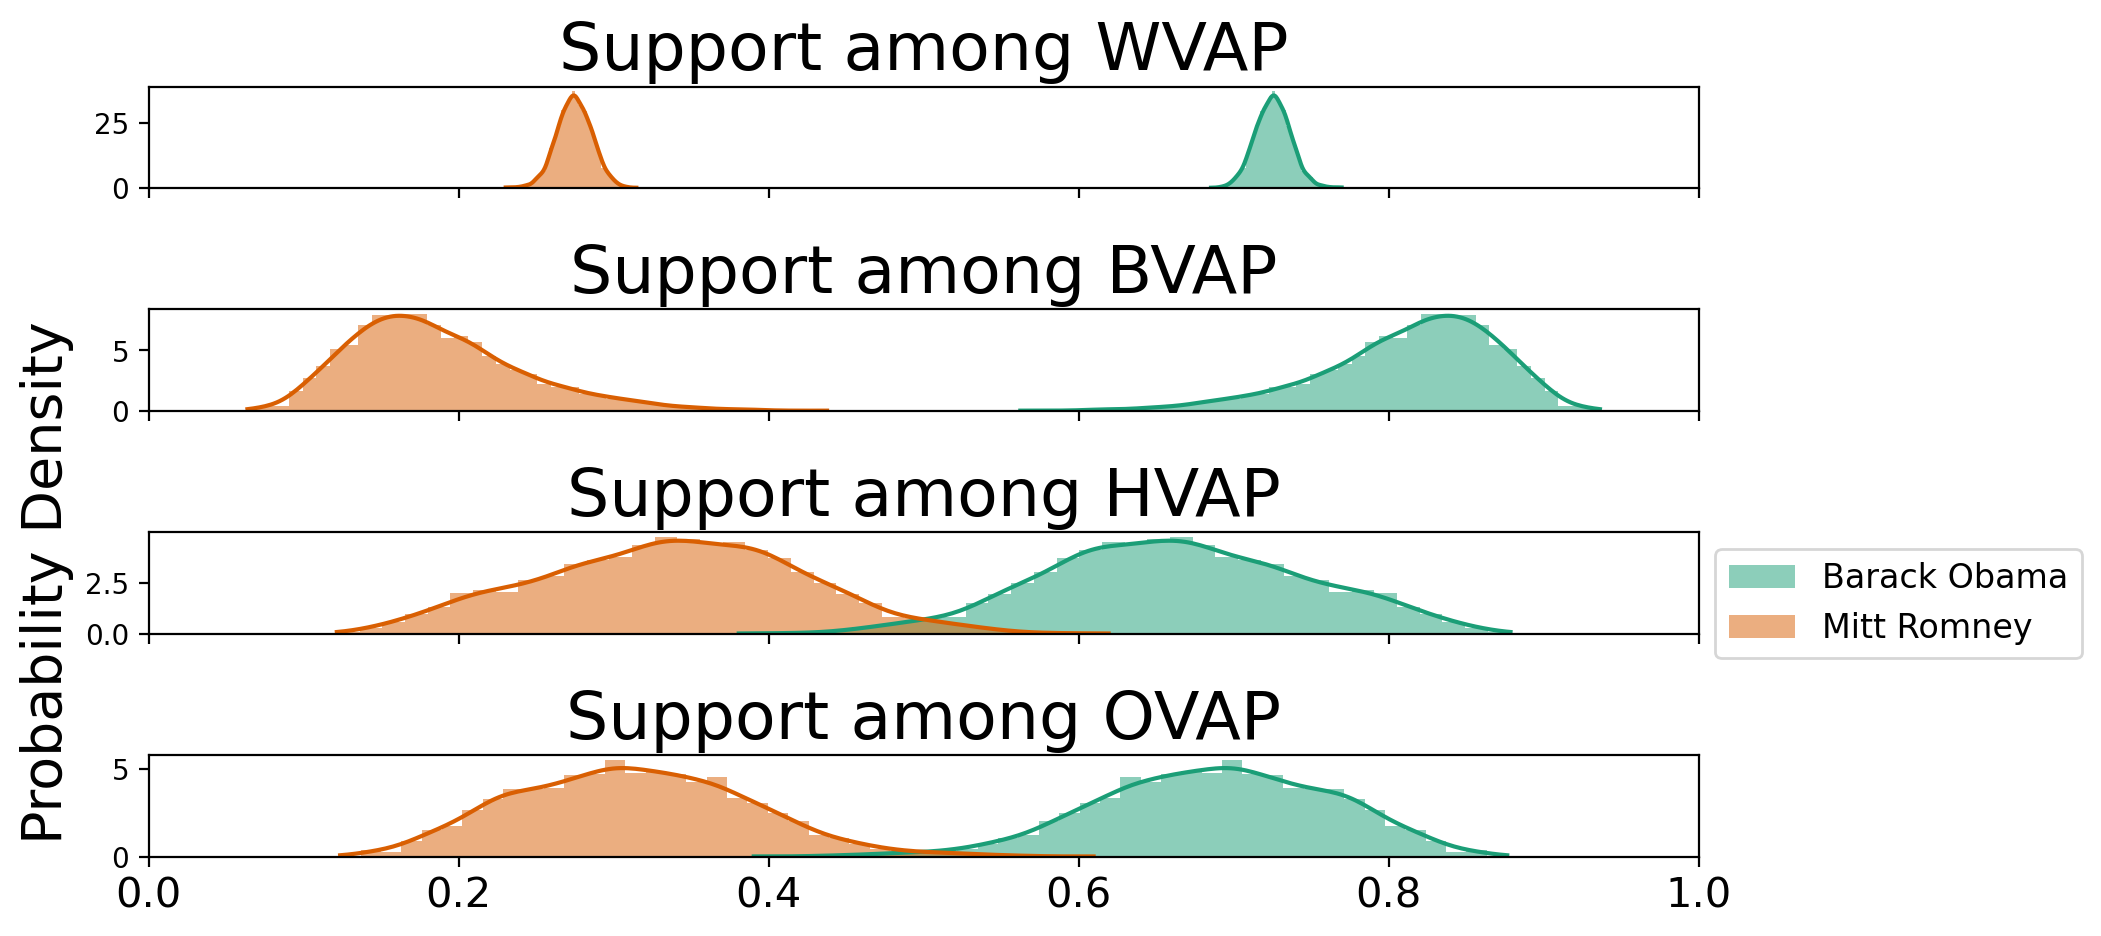 Support among WVAP
25
0
Support among BVAP
5
0
Support among HVAP
2.5
0.0
Support among OVAP
5
0
0.0 0.2 0.4 0.6 0.8 1.0
Probability Density
Barack Obama
Mitt Romney